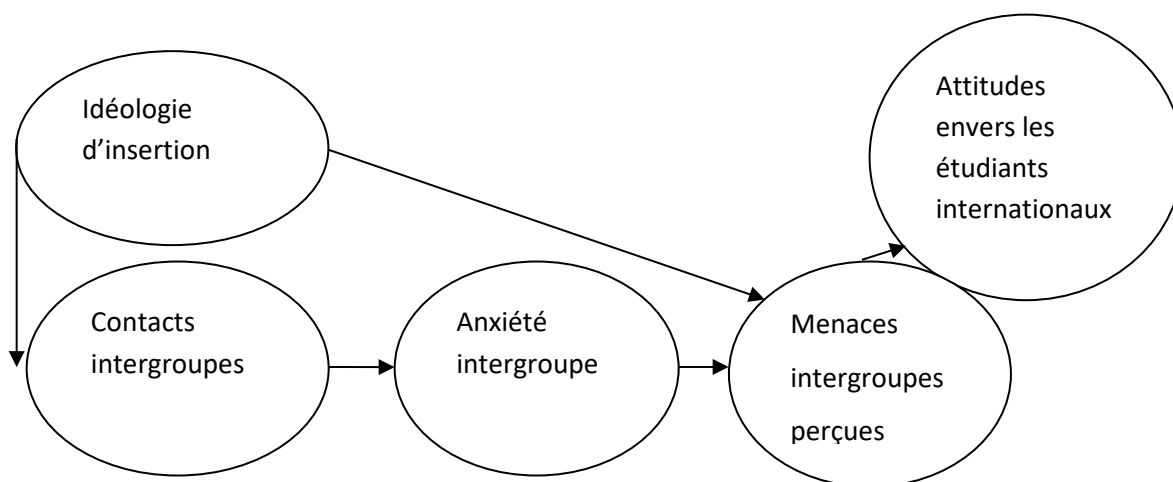 Idéologie
d’insertion
Attitudes
envers les
étudiants
internationaux
Contacts
intergroupes
Anxiété
intergroupe
Menaces
intergroupes
perçues